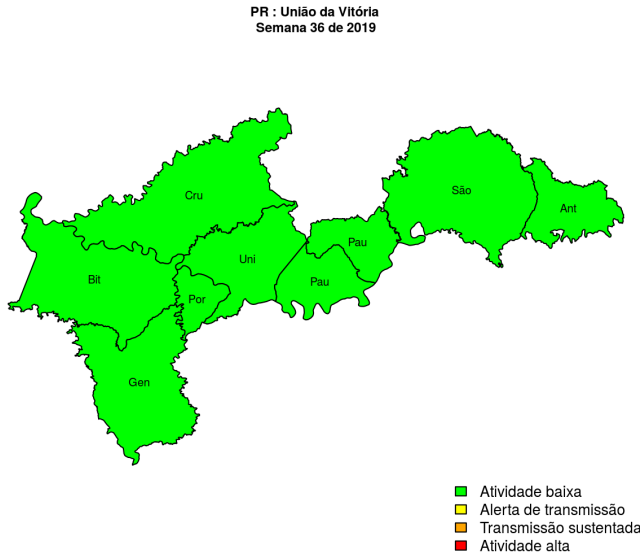 PR : União da Vitória
Semana 36 de 2019
Cru
São
Ant
Pau
Uni
Bit
Pau
Por
Gen
Atividade baixa
Alerta de transmissão
Transmissão sustentada
Atividade alta